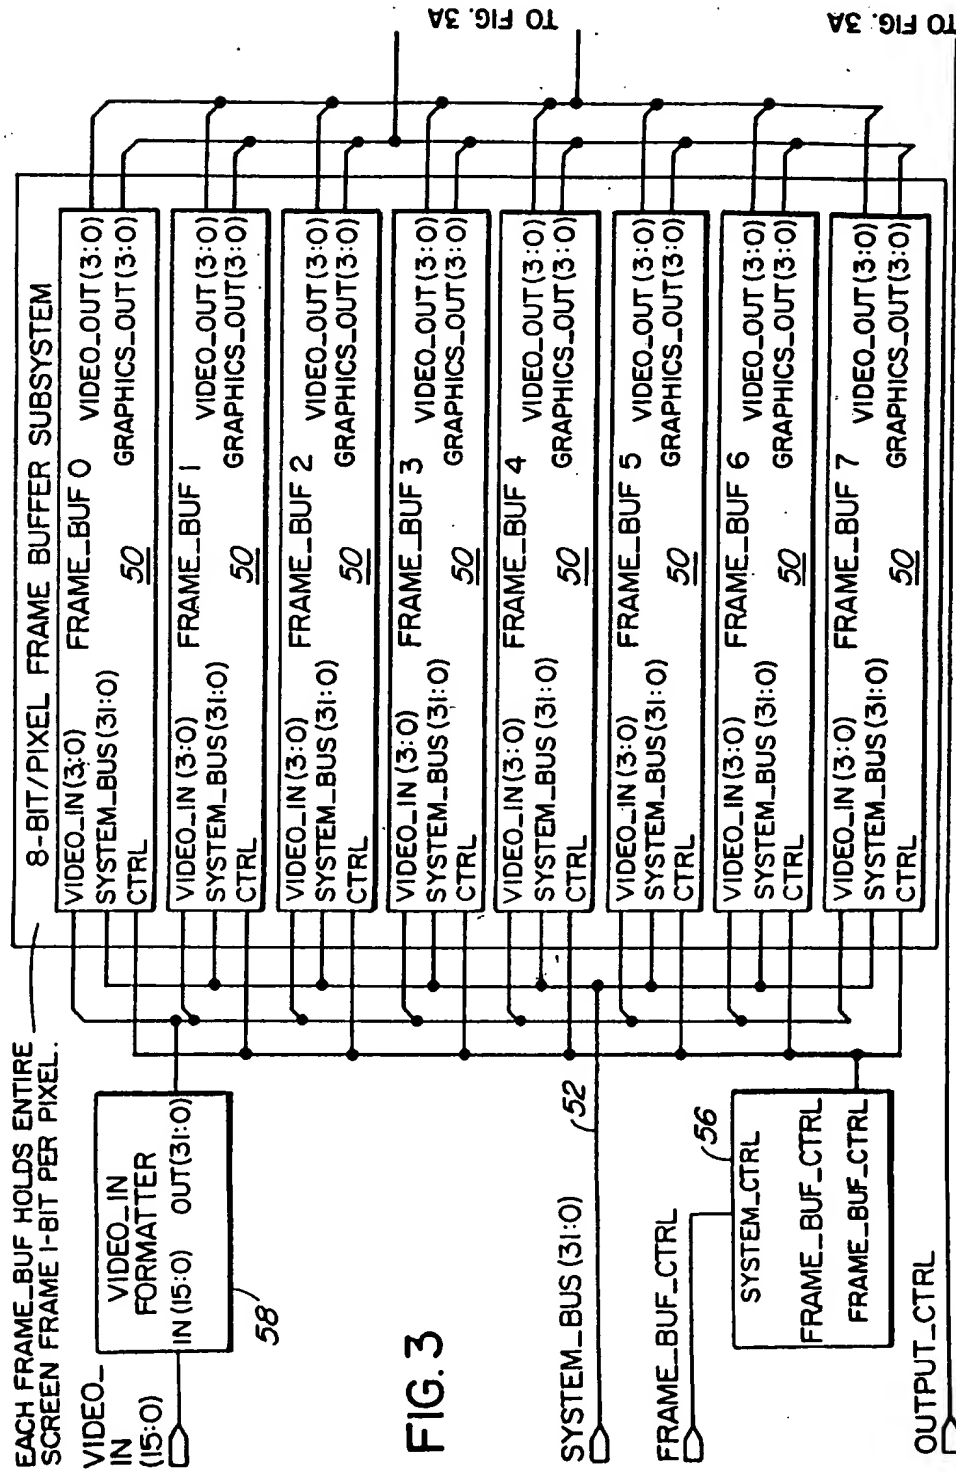 EACH FRAME_BUF HOLDS ENTIRE
SCREEN FRAME 1-BIT PER PIXEL.
8-BIT/PIXEL FRAME BUFFER SUBSYSTEM
VIDEO_IN(3:0) FRAME_BUF 0 VIDEO_OUT(3:0)
SYSTEM_BUS(31:0) GRAPHICS_OUT(3:0)
CTRL 50
VIDEO_IN(3:0) FRAME_BUF 1 VIDEO_OUT(3:0)
SYSTEM_BUS(31:0) GRAPHICS_OUT(3:0)
CTRL 50
VIDEO_IN(3:0) FRAME_BUF 2 VIDEO_OUT(3:0)
SYSTEM_BUS(31:0) GRAPHICS_OUT(3:0)
CTRL 50
VIDEO_IN(3:0) FRAME_BUF 3 VIDEO_OUT(3:0)
SYSTEM_BUS(31:0) GRAPHICS_OUT(3:0)
CTRL 50
VIDEO_IN(3:0) FRAME_BUF 4 VIDEO_OUT(3:0)
SYSTEM_BUS(31:0) GRAPHICS_OUT(3:0)
CTRL 50
VIDEO_IN(3:0) FRAME_BUF 5 VIDEO_OUT(3:0)
SYSTEM_BUS(31:0) GRAPHICS_OUT(3:0)
CTRL 50
VIDEO_IN(3:0) FRAME_BUF 6 VIDEO_OUT(3:0)
SYSTEM_BUS(31:0) GRAPHICS_OUT(3:0)
CTRL 50
VIDEO_IN(3:0) FRAME_BUF 7 VIDEO_OUT(3:0)
SYSTEM_BUS(31:0) GRAPHICS_OUT(3:0)
CTRL 50
VIDEO_
IN
(15:0)
VIDEO_IN
FORMATTER
IN(15:0) OUT(31:0)
58
FIG. 3
SYSTEM_BUS(31:0)
52
FRAME_BUF_CTRL
56
SYSTEM_CTRL
FRAME_BUF_CTRL
FRAME_BUF_CTRL
OUTPUT_CTRL
TO FIG. 3A
TO FIG. 3A